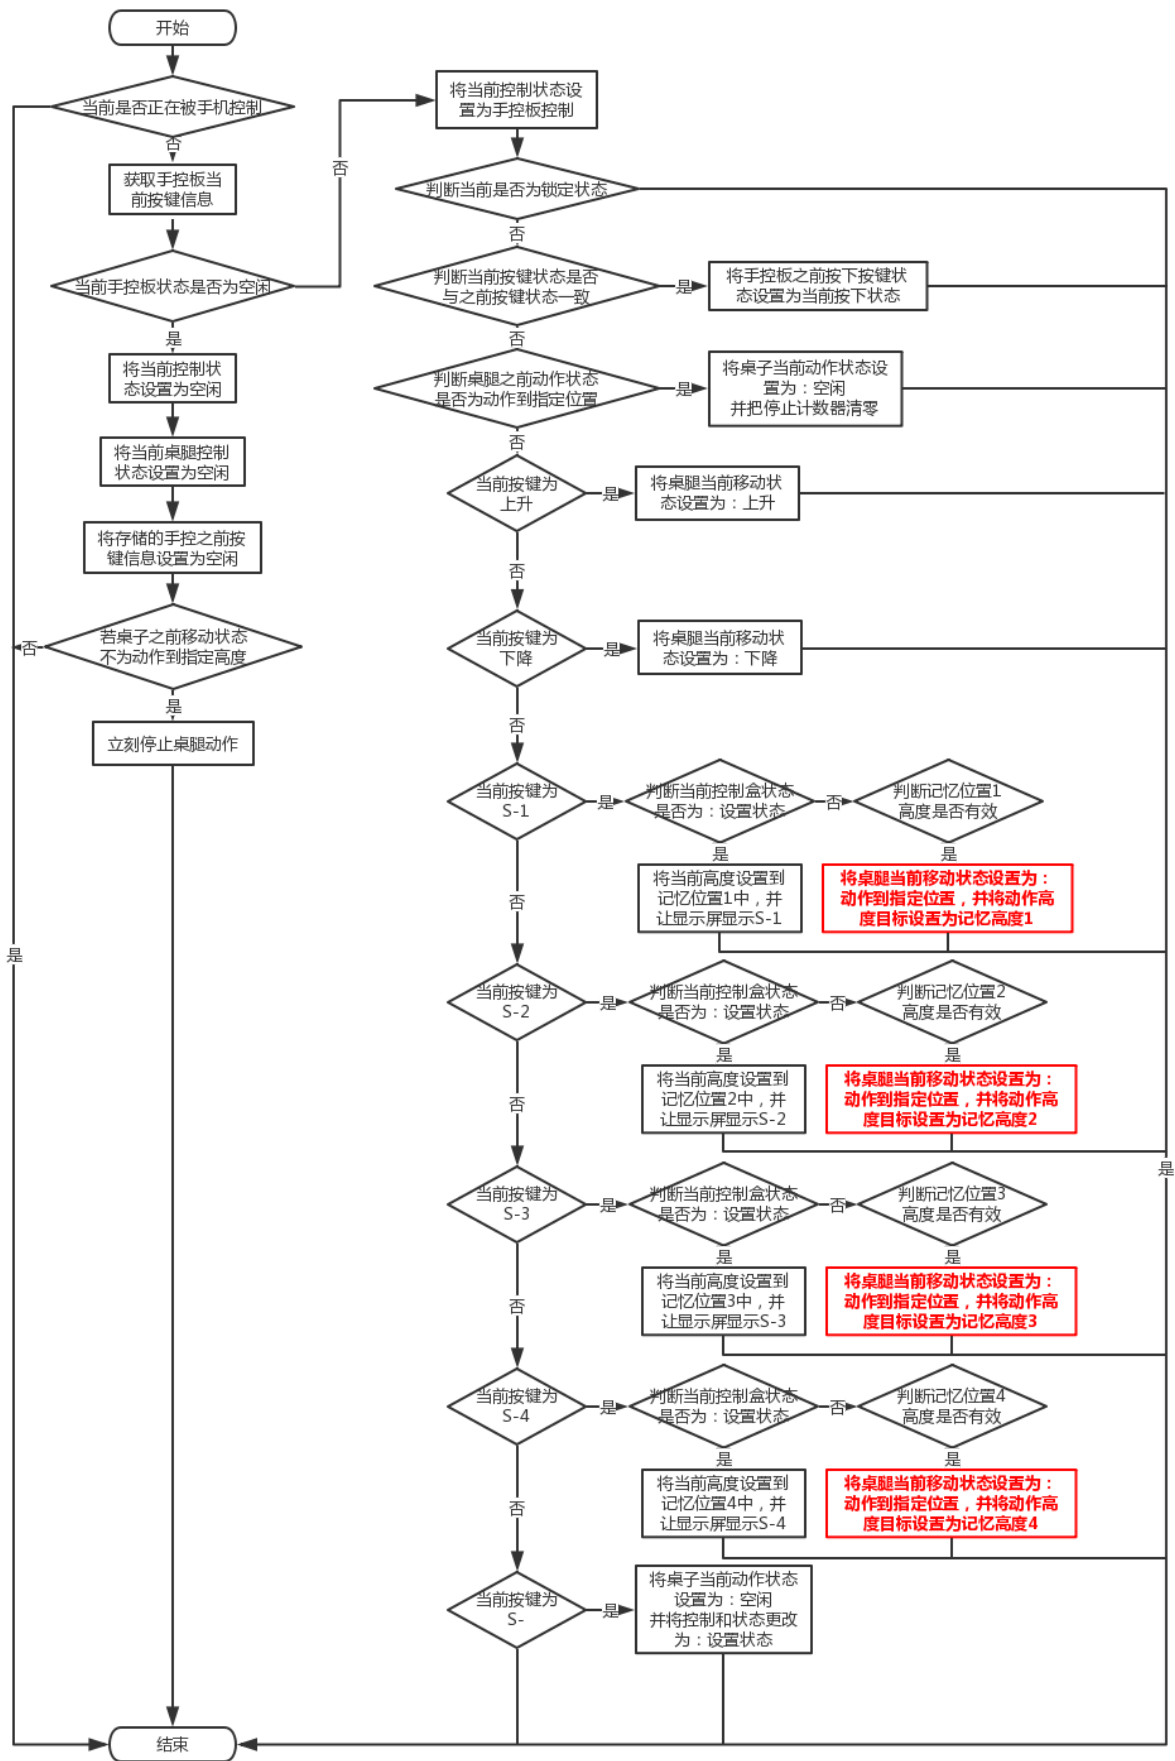 开始
当前是否正在被手机控制
否
获取手控板当
前按键信息
当前手控板状态是否为空闲
是
将当前控制状
态设置为空闲
将当前桌腿控制
状态设置为空闲
将存储的手控之前按
键信息设置为空闲
若桌子之前移动状态
不为动作到指定高度
否
是
立刻停止桌腿动作
是
结束
否
将当前控制状态设
置为手控板控制
判断当前是否为锁定状态
否
判断当前按键状态是否
与之前按键状态一致
是
将手控板之前按下按键状
态设置为当前按下状态
否
判断桌腿之前动作状态
是否为动作到指定位置
是
将桌子当前动作状态设
置为：空闲
并把停止计数器清零
否
当前按键为
上升
是
将桌腿当前移动状
态设置为：上升
否
当前按键为
下降
是
将桌腿当前移动状
态设置为：下降
否
当前按键为
S-1
是
判断当前控制盒状态
是否为：设置状态
否
判断记忆位置1
高度是否有效
是
是
将当前高度设置到
记忆位置1中，并
让显示屏显示S-1
将桌腿当前移动状态设置为：
动作到指定位置，并将动作高
度目标设置为记忆高度1
否
当前按键为
S-2
是
判断当前控制盒状态
是否为：设置状态
否
判断记忆位置2
高度是否有效
是
是
将当前高度设置到
记忆位置2中，并
让显示屏显示S-2
将桌腿当前移动状态设置为：
动作到指定位置，并将动作高
度目标设置为记忆高度2
否
是
当前按键为
S-3
是
判断当前控制盒状态
是否为：设置状态
否
判断记忆位置3
高度是否有效
是
是
将当前高度设置到
记忆位置3中，并
让显示屏显示S-3
将桌腿当前移动状态设置为：
动作到指定位置，并将动作高
度目标设置为记忆高度3
否
当前按键为
S-4
是
判断当前控制盒状态
是否为：设置状态
否
判断记忆位置4
高度是否有效
是
是
将当前高度设置到
记忆位置4中，并
让显示屏显示S-4
将桌腿当前移动状态设置为：
动作到指定位置，并将动作高
度目标设置为记忆高度4
否
当前按键为
S-
是
将桌子当前动作状态
设置为：空闲
并将控制和状态更改
为：设置状态